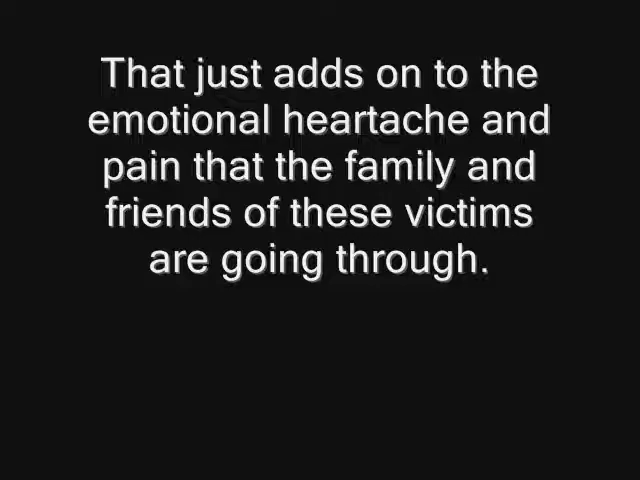 That just adds on to the
emotional heartache and
pain that the family and
friends of these victims
are going through.